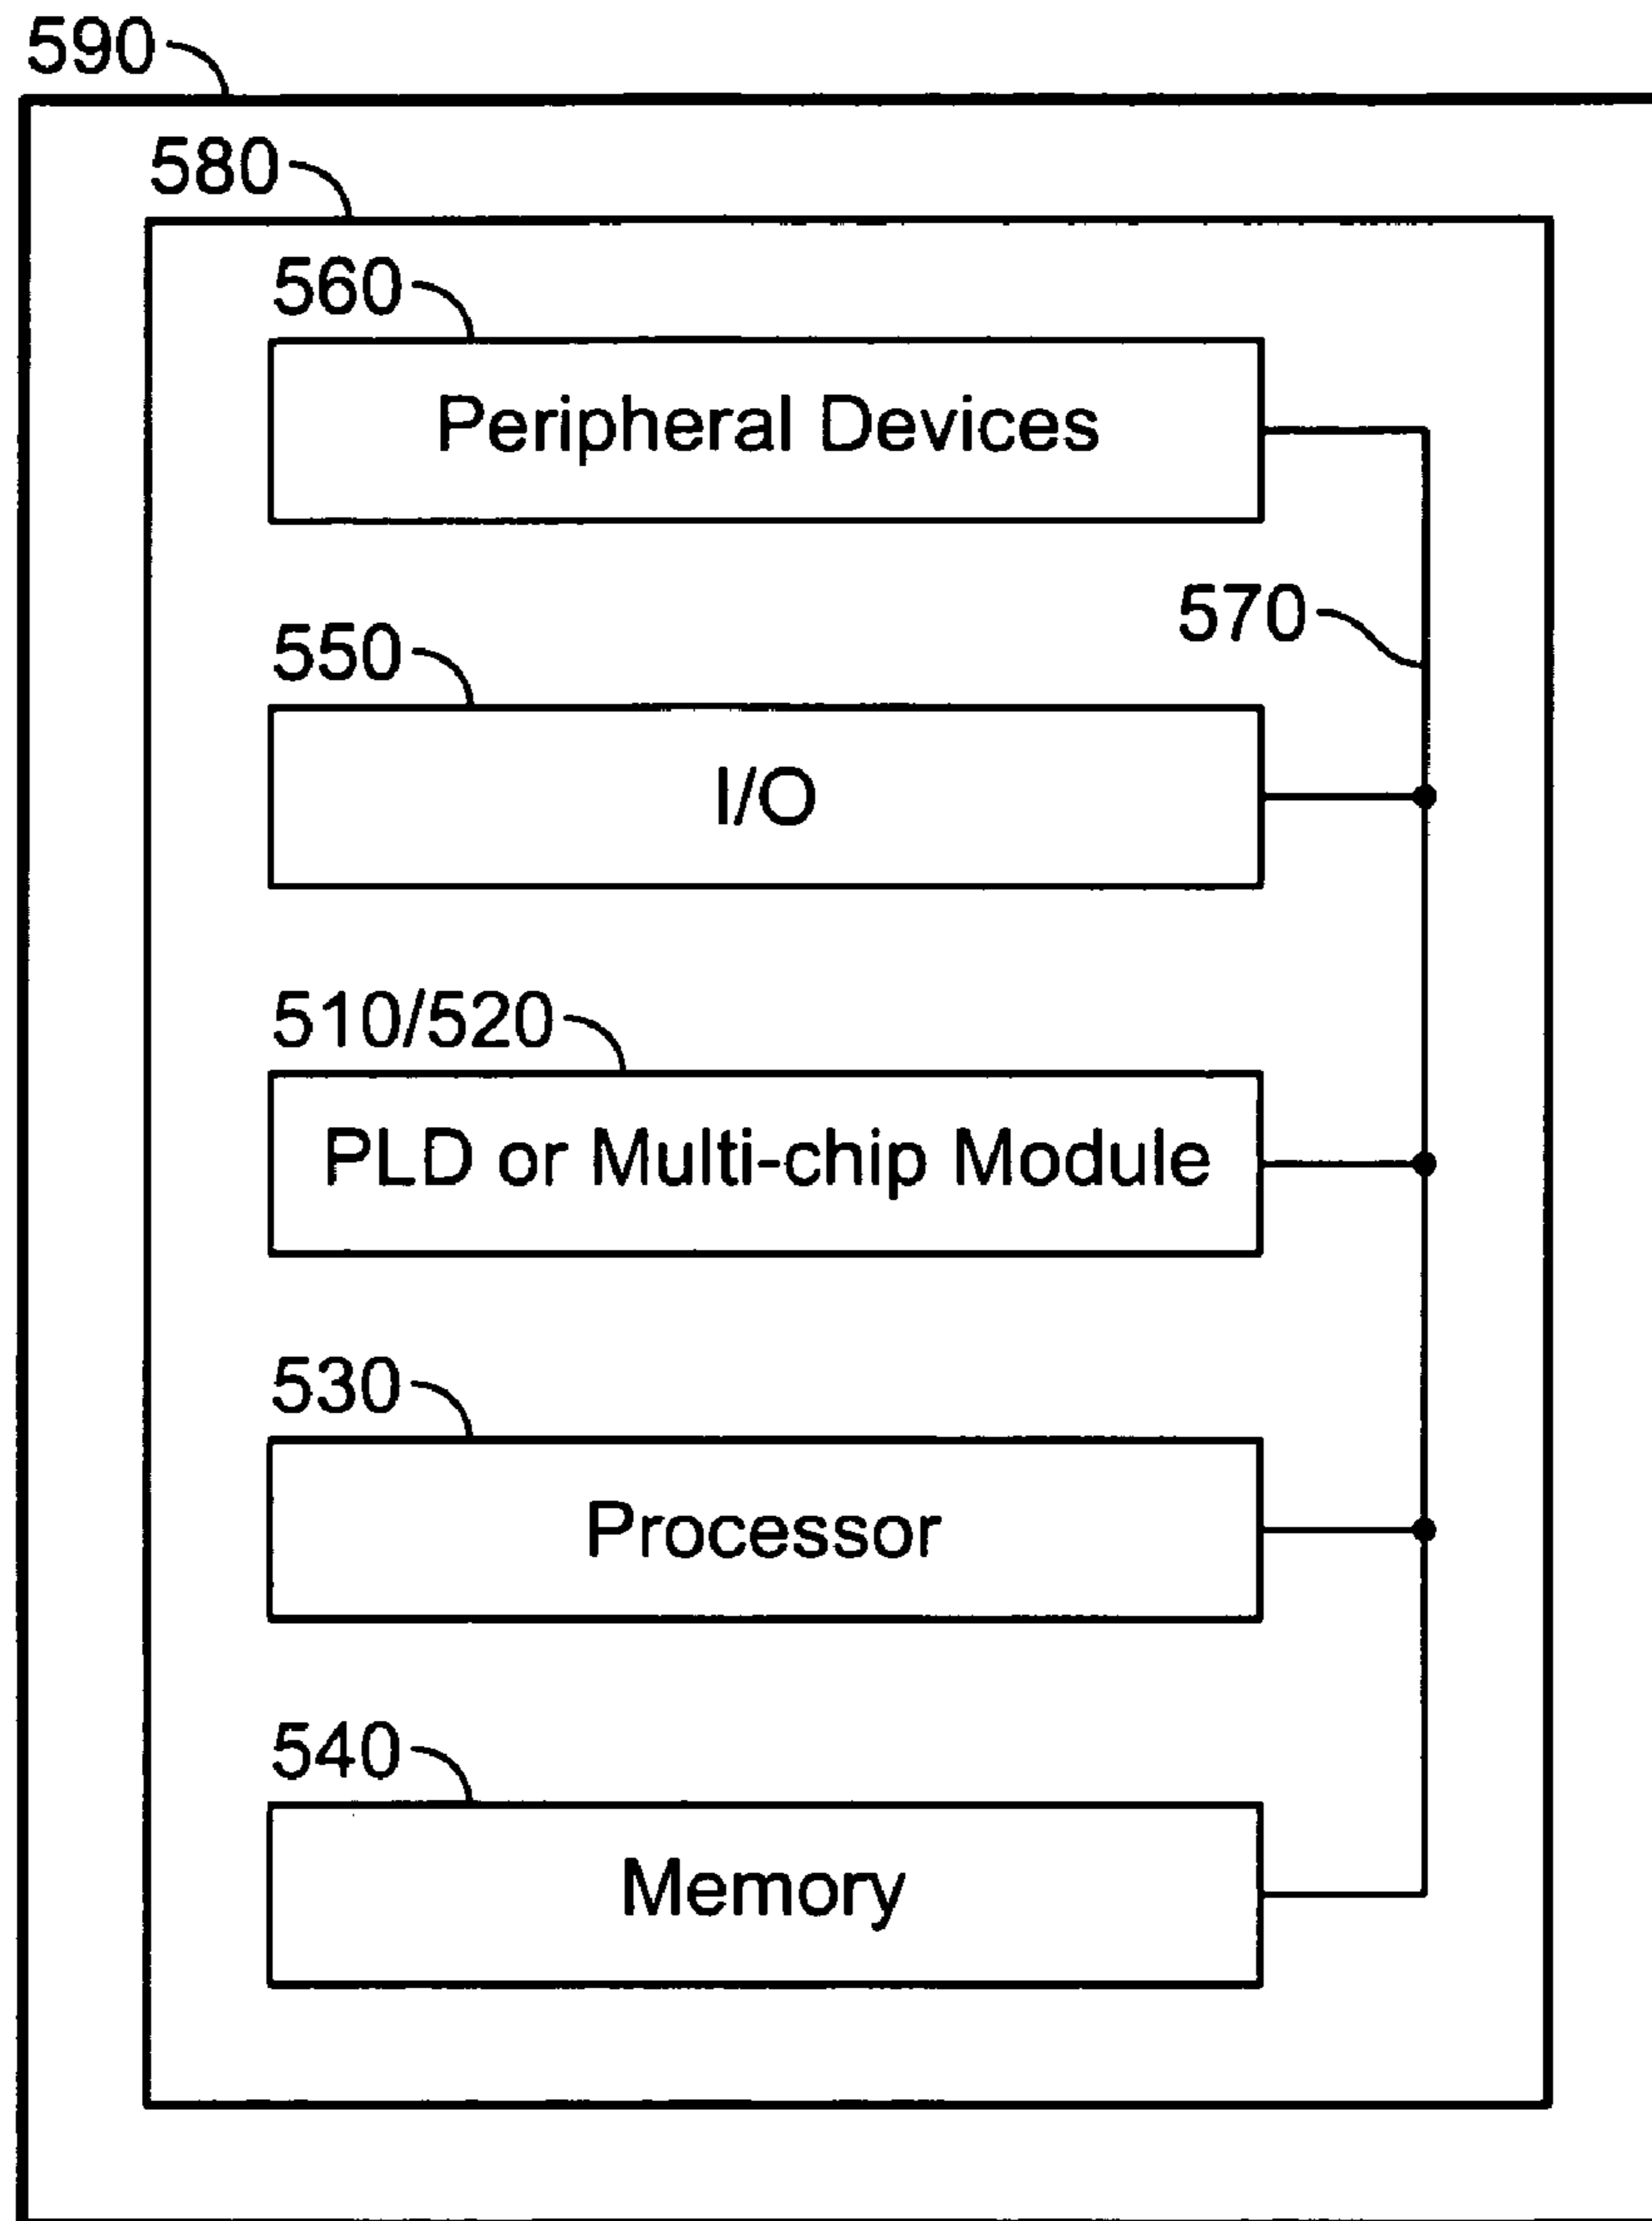 590
580
560
Peripheral Devices
570
550
I/O
510/520
PLD or Multi-chip Module
530
Processor
540
Memory